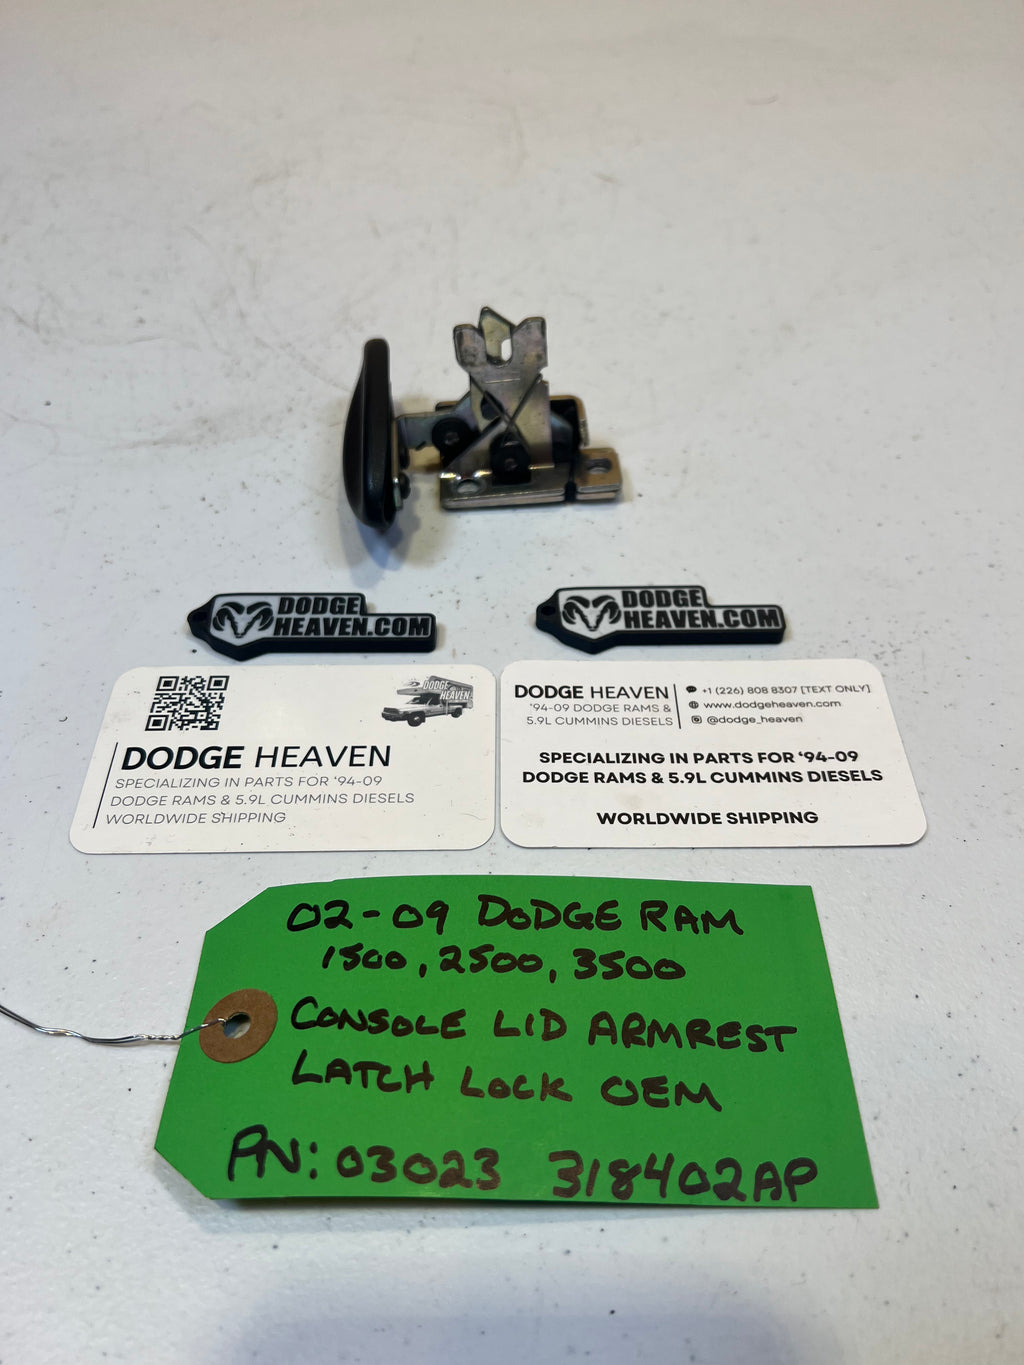 DODGE
HEAVEN.COM
DODGE
HEAVEN.COM
DODGE
HEAVEN
DODGE HEAVEN
SPECIALIZING IN PARTS FOR '94-09
DODGE RAMS & 5.9L CUMMINS DIESELS
WORLDWIDE SHIPPING
DODGE HEAVEN
'94-09 DODGE RAMS &
5.9L CUMMINS DIESELS
+1 (226) 808 8307 [TEXT ONLY]
www.dodgeheaven.com
@dodge_heaven
SPECIALIZING IN PARTS FOR '94-09
DODGE RAMS & 5.9L CUMMINS DIESELS
WORLDWIDE SHIPPING
02-09 DODGE RAM
1500, 2500, 3500
CONSOLE LID ARMREST
LATCH LOCK OEM
PN: 03023 318402AP